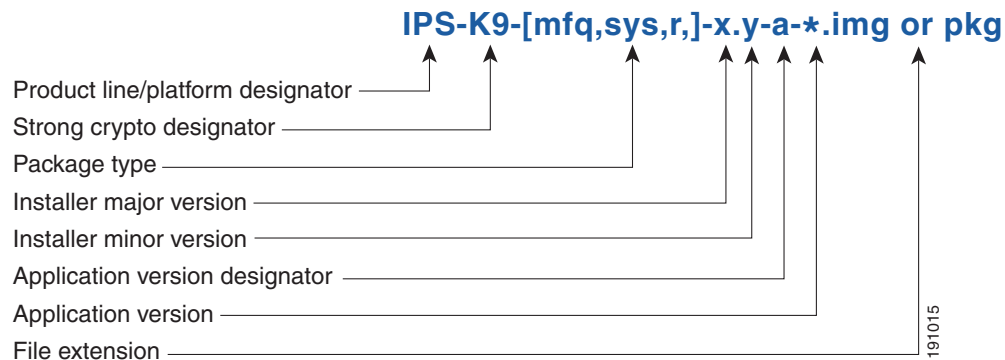 IPS-K9-[mfq,sys,r,]-x.y-a-*.img or pkg
Product line/platform designator
Strong crypto designator
Package type
Installer major version
Installer minor version
Application version designator
Application version
File extension
191015